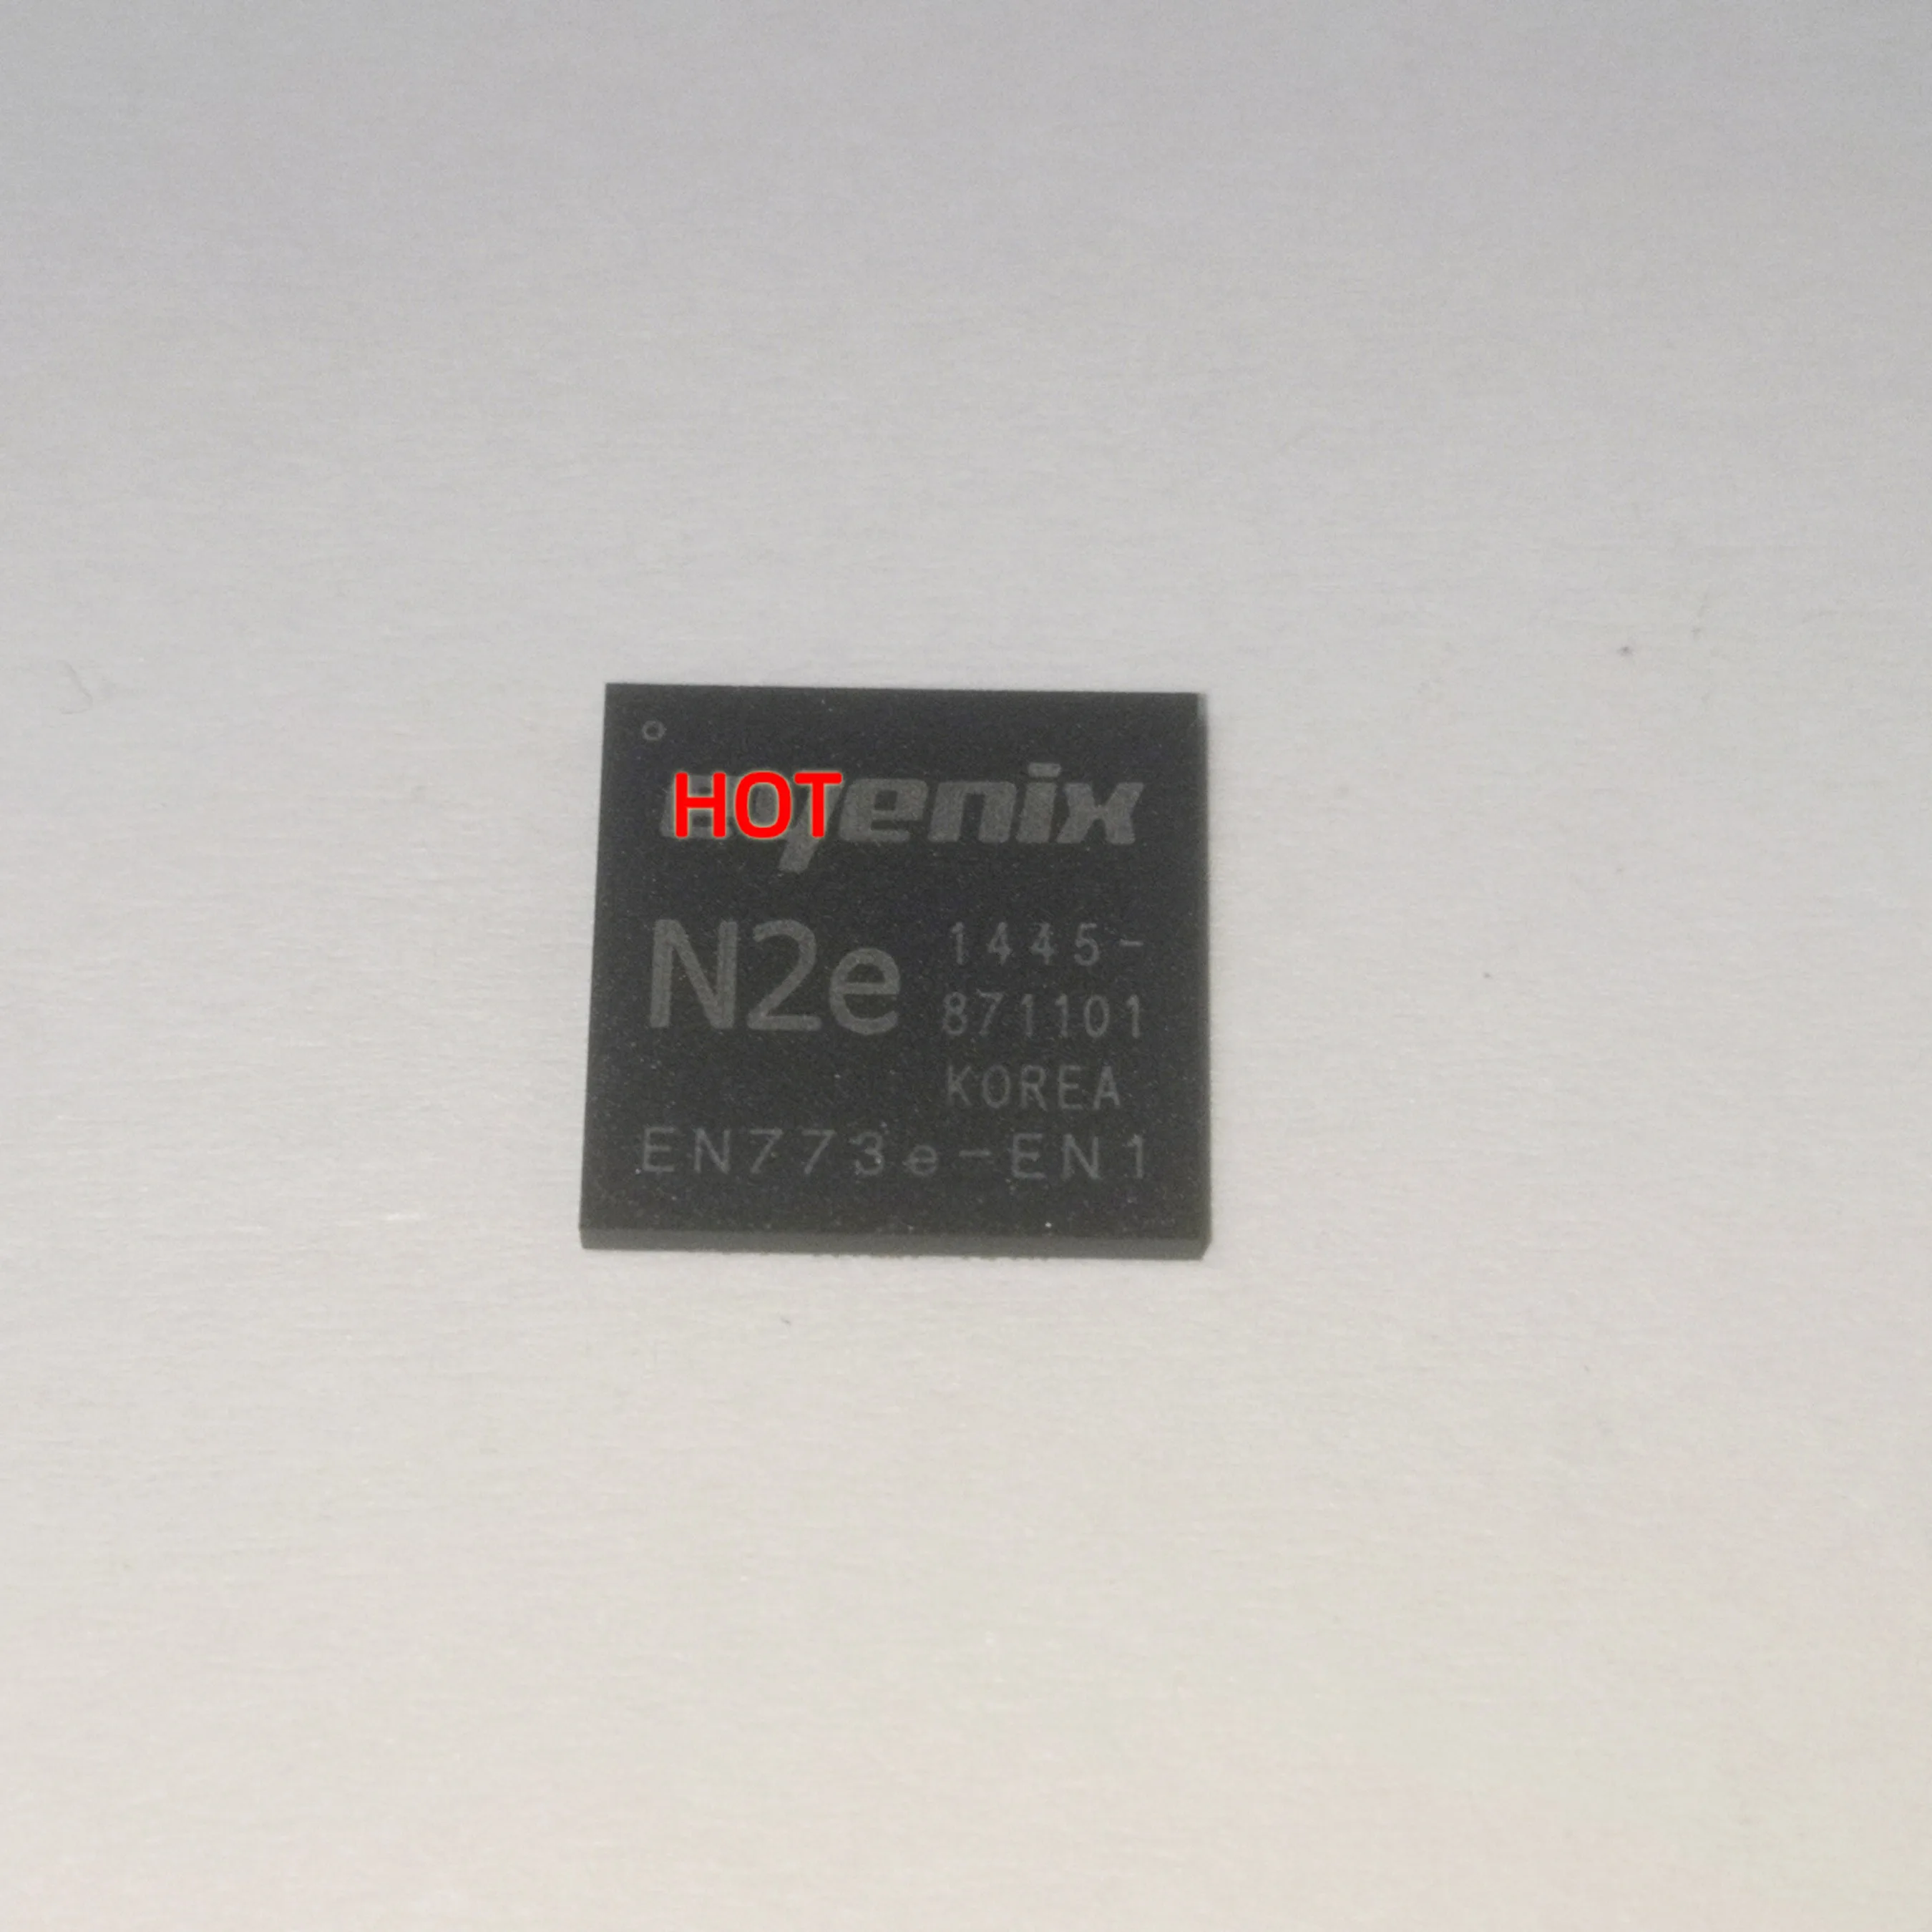 HOT
enix
N2e
1445-
871101
KOREA
EN773e-EN1